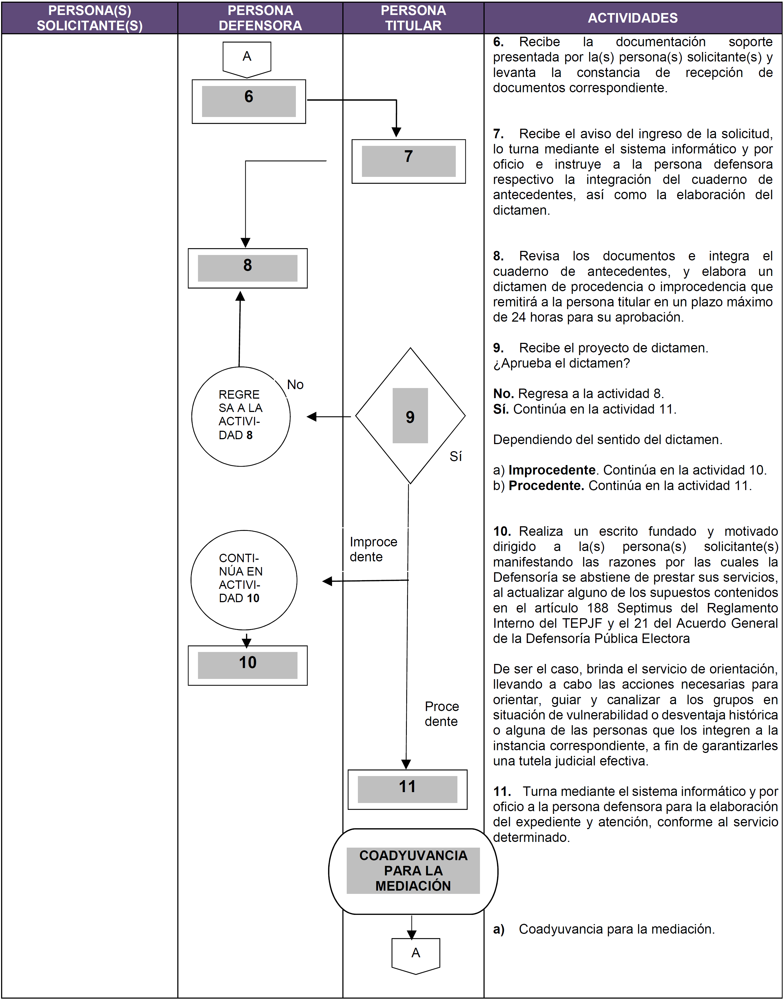 PERSONA(S)
SOLICITANTE(S)
PERSONA
DEFENSORA
PERSONA
TITULAR
ACTIVIDADES
A
6
7
8
9
No
REGRE
SA A LA
ACTIVI-
DAD 8
Sí
Improce
dente
CONTI-
NÚA EN
ACTIVI-
DAD 10
10
Proce
dente
11
COADYUVANCIA
PARA LA
MEDIACIÓN
A
6. Recibe la documentación soporte
presentada por la(s) persona(s) solicitante(s) y
levanta la constancia de recepción de
documentos correspondiente.
7. Recibe el aviso del ingreso de la solicitud,
lo turna mediante el sistema informático y por
oficio e instruye a la persona defensora
respectivo la integración del cuaderno de
antecedentes, así como la elaboración del
dictamen.
8. Revisa los documentos e integra el
cuaderno de antecedentes, y elabora un
dictamen de procedencia o improcedencia que
remitirá a la persona titular en un plazo máximo
de 24 horas para su aprobación.
9. Recibe el proyecto de dictamen.
¿Aprueba el dictamen?
No. Regresa a la actividad 8.
Sí. Continúa en la actividad 11.
Dependiendo del sentido del dictamen.
a) Improcedente. Continúa en la actividad 10.
b) Procedente. Continúa en la actividad 11.
10. Realiza un escrito fundado y motivado
dirigido a la(s) persona(s) solicitante(s)
manifestando las razones por las cuales la
Defensoría se abstiene de prestar sus servicios,
al actualizar alguno de los supuestos contenidos
en el artículo 188 Septimus del Reglamento
Interno del TEPJF y el 21 del Acuerdo General
de la Defensoría Pública Electora
De ser el caso, brinda el servicio de orientación,
llevando a cabo las acciones necesarias para
orientar, guiar y canalizar a los grupos en
situación de vulnerabilidad o desventaja histórica
o alguna de las personas que los integren a la
instancia correspondiente, a fin de garantizarles
una tutela judicial efectiva.
11. Turna mediante el sistema informático y por
oficio a la persona defensora para la elaboración
del expediente y atención, conforme al servicio
determinado.
a) Coadyuvancia para la mediación.